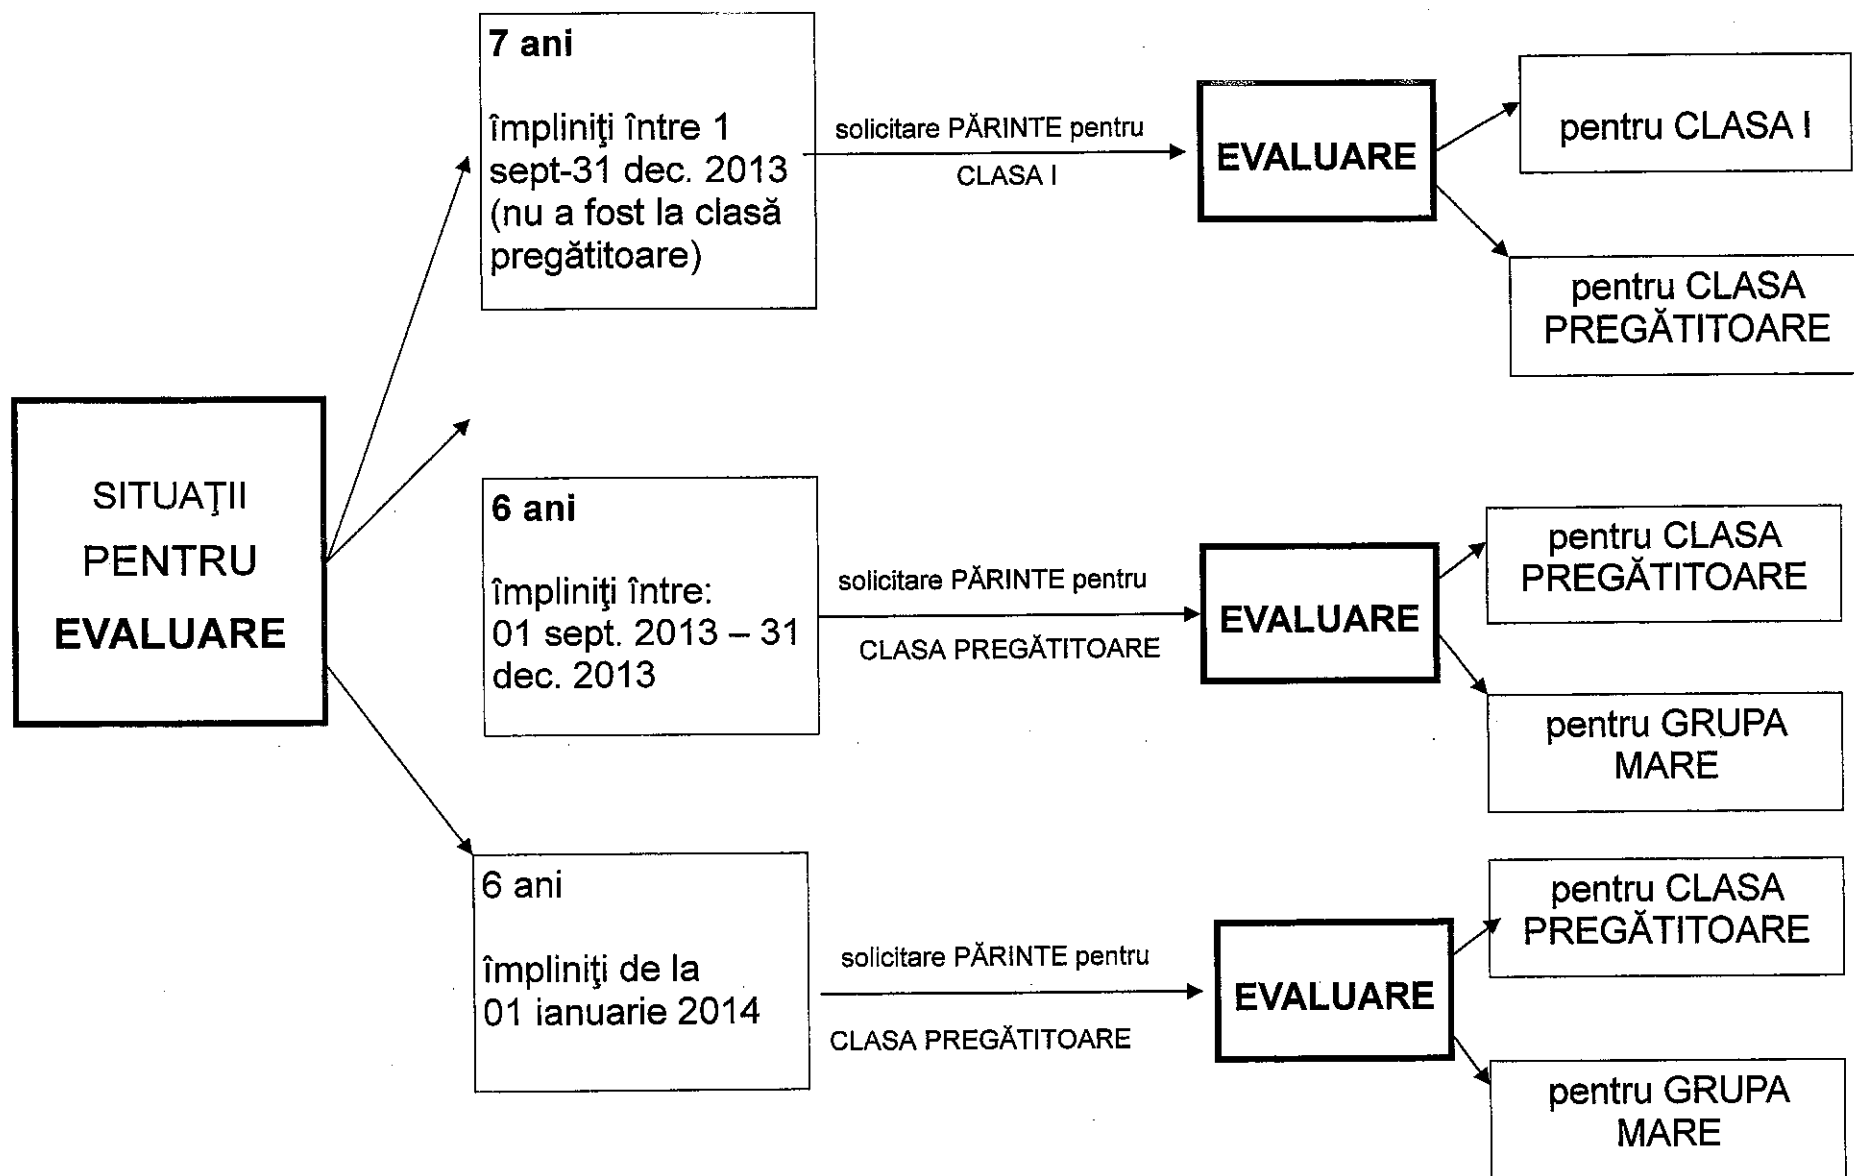 SITUAŢII
PENTRU
EVALUARE
7 ani
împliniţi între 1
sept-31 dec. 2013
(nu a fost la clasă
pregătitoare)
solicitare PĂRINTE pentru
CLASA I
EVALUARE
pentru CLASA I
pentru CLASA
PREGĂTITOARE
6 ani
împliniţi între:
01 sept. 2013 – 31
dec. 2013
solicitare PĂRINTE pentru
CLASA PREGĂTITOARE
EVALUARE
pentru CLASA
PREGĂTITOARE
pentru GRUPA
MARE
6 ani
împliniţi de la
01 ianuarie 2014
solicitare PĂRINTE pentru
CLASA PREGĂTITOARE
EVALUARE
pentru CLASA
PREGĂTITOARE
pentru GRUPA
MARE